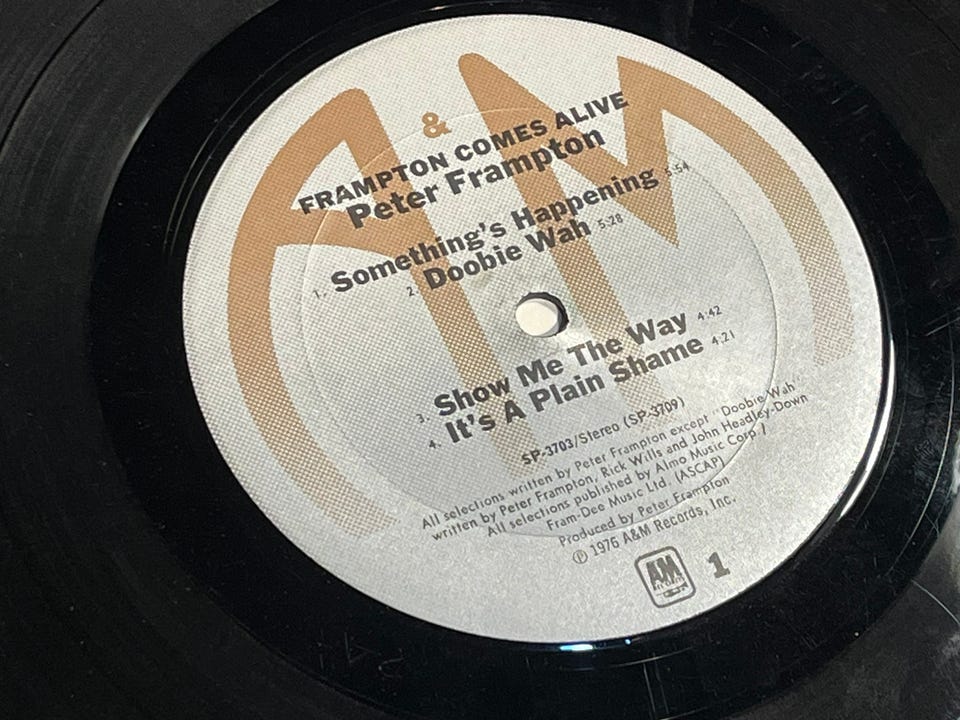 &
FRAMPTON COMES ALIVE
Peter Frampton
1. Something's Happening 5:54
2. Doobie Wah 5:28
3. Show Me The Way 4:42
4. It's A Plain Shame 4:21
SP-3703/Stereo (SP-3709)
All selections written by Peter Frampton except "Doobie Wah"
written by Peter Frampton, Rick Wills and John Headley-Down
All selections published by Almo Music Corp./
Fram-Dee Music Ltd. (ASCAP)
Produced by Peter Frampton
℗ 1976 A&M Records, Inc.
AM 1